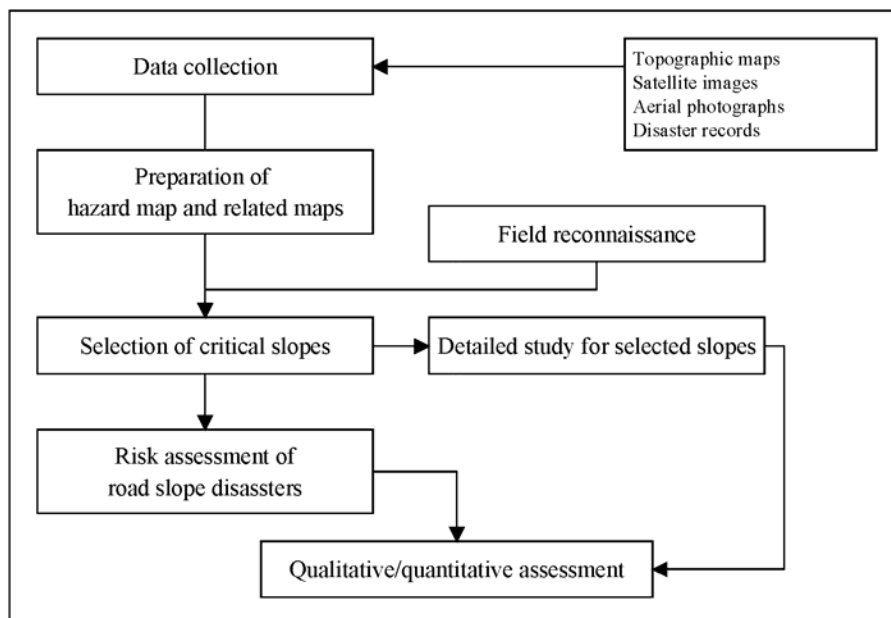 Data collection
Topographic maps
Satellite images
Aerial photographs
Disaster records
Preparation of
hazard map and related maps
Field reconnaissance
Selection of critical slopes
Detailed study for selected slopes
Risk assessment of
road slope disassters
Qualitative/quantitative assessment